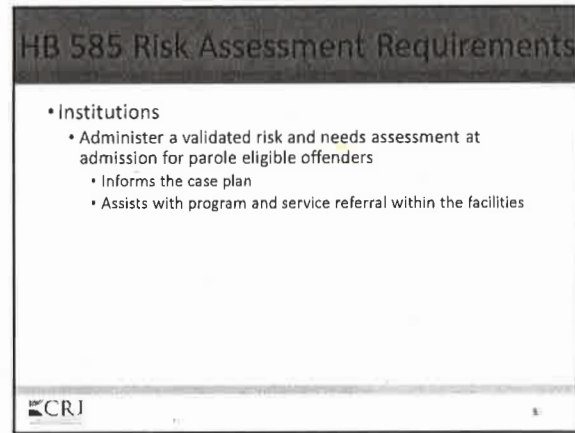 HB 585 Risk Assessment Requirements
• Institutions
• Administer a validated risk and needs assessment at
admission for parole eligible offenders
• Informs the case plan
• Assists with program and service referral within the facilities
CRJ